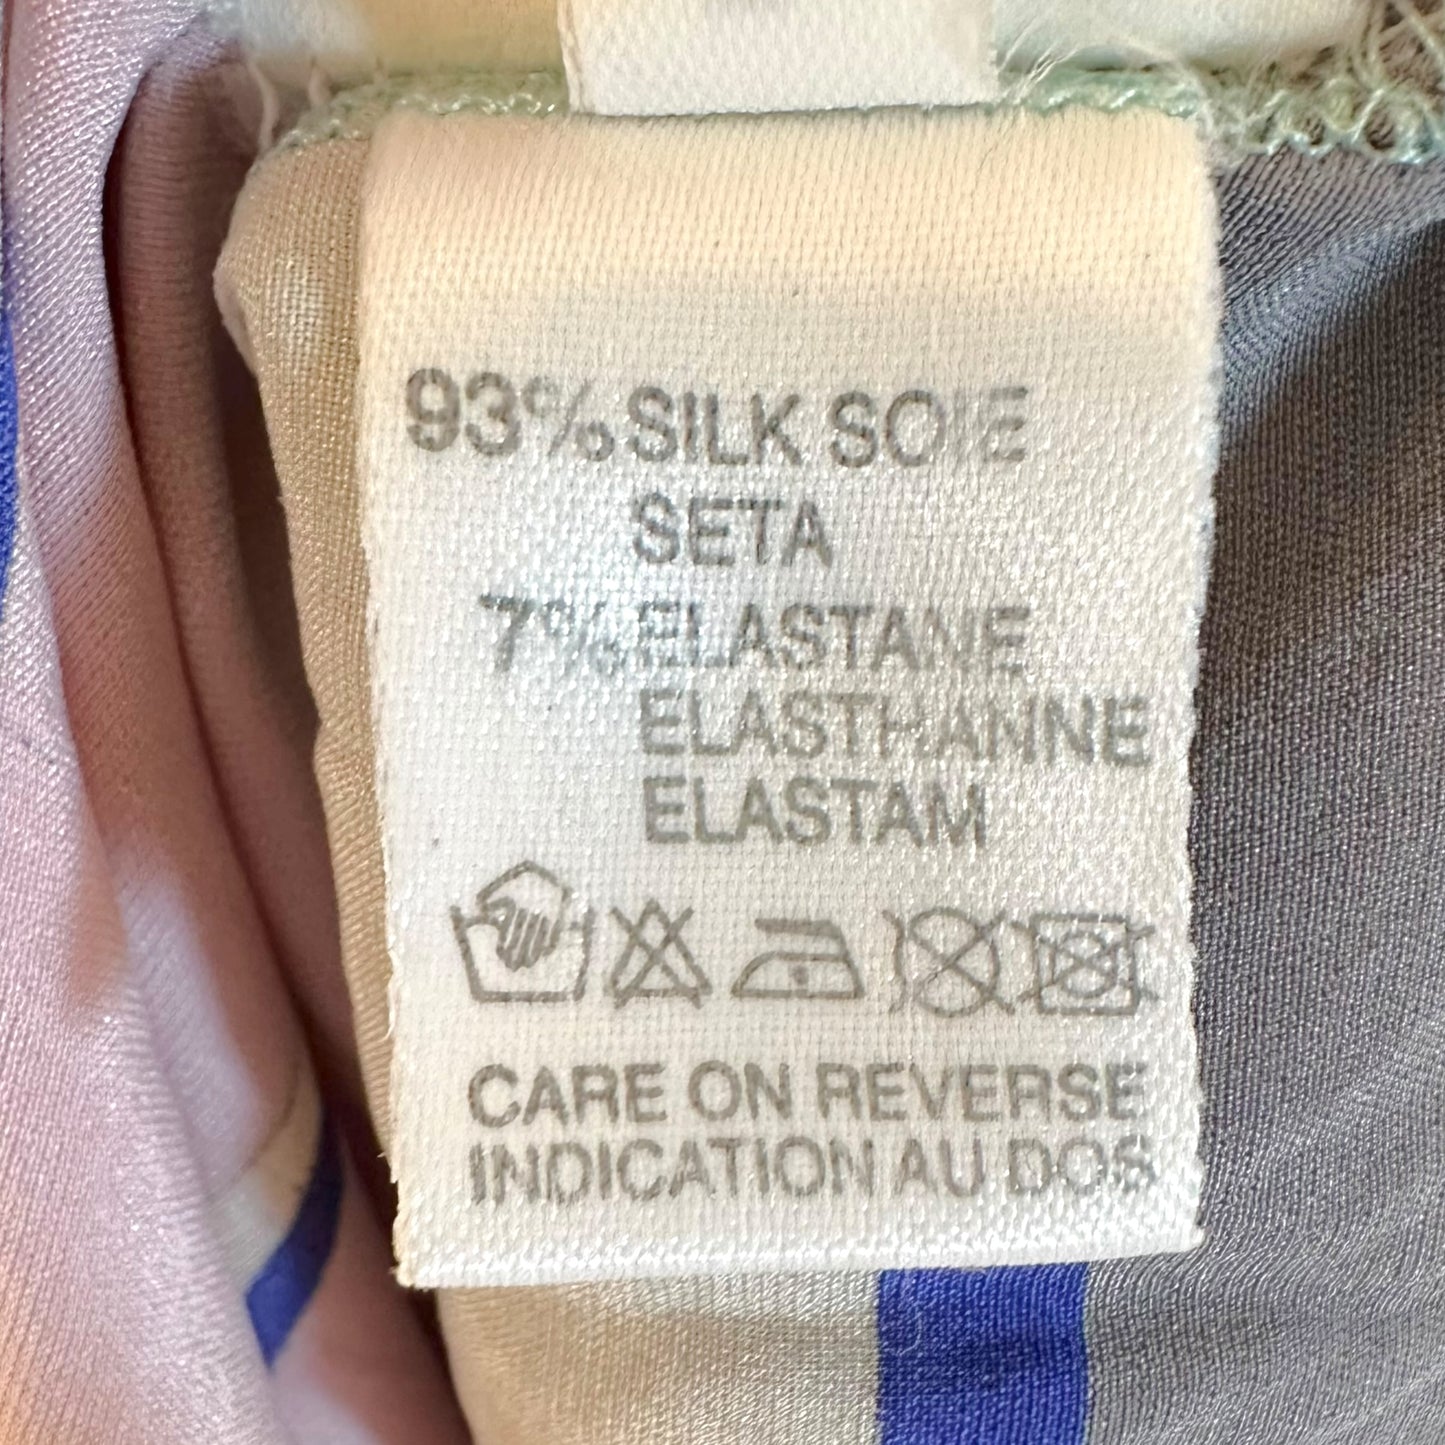 93% SILK SOIE
SETA
7% ELASTANE
ELASTHANNE
ELASTAM
CARE ON REVERSE
INDICATION AU DOS